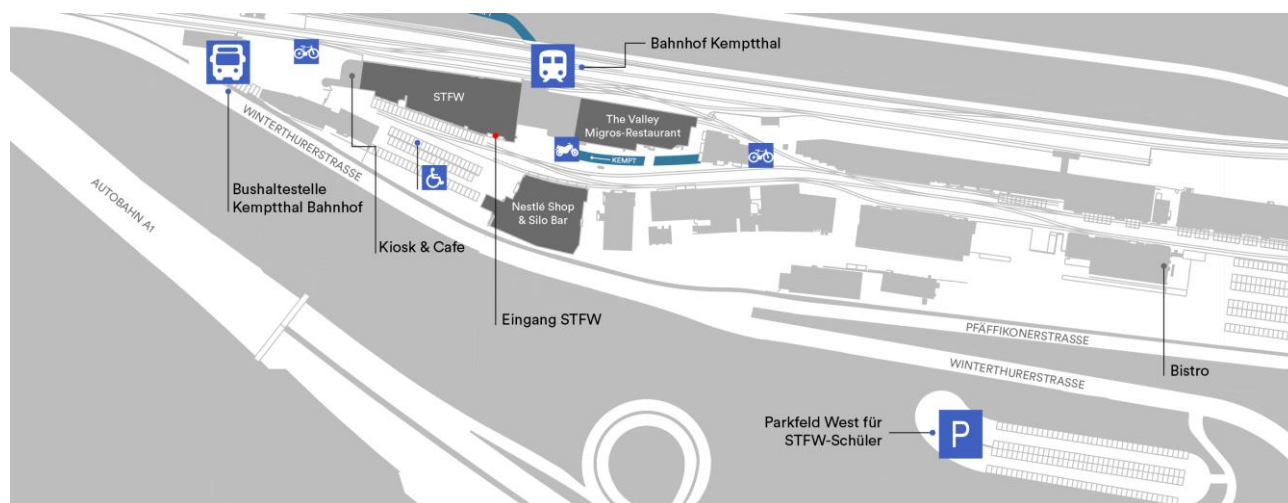 Bahnhof Kemptthal
STFW
The Valley
Migros-Restaurant
KEMPT
WINTERTHURERSTRASSE
AUTOBAHN A1
Bushaltestelle
Kemptthal Bahnhof
Nestlé Shop
& Silo Bar
Kiosk & Cafe
Eingang STFW
PFÄFFIKONERSTRASSE
WINTERTHURERSTRASSE
Bistro
Parkfeld West für
STFW-Schüler
P